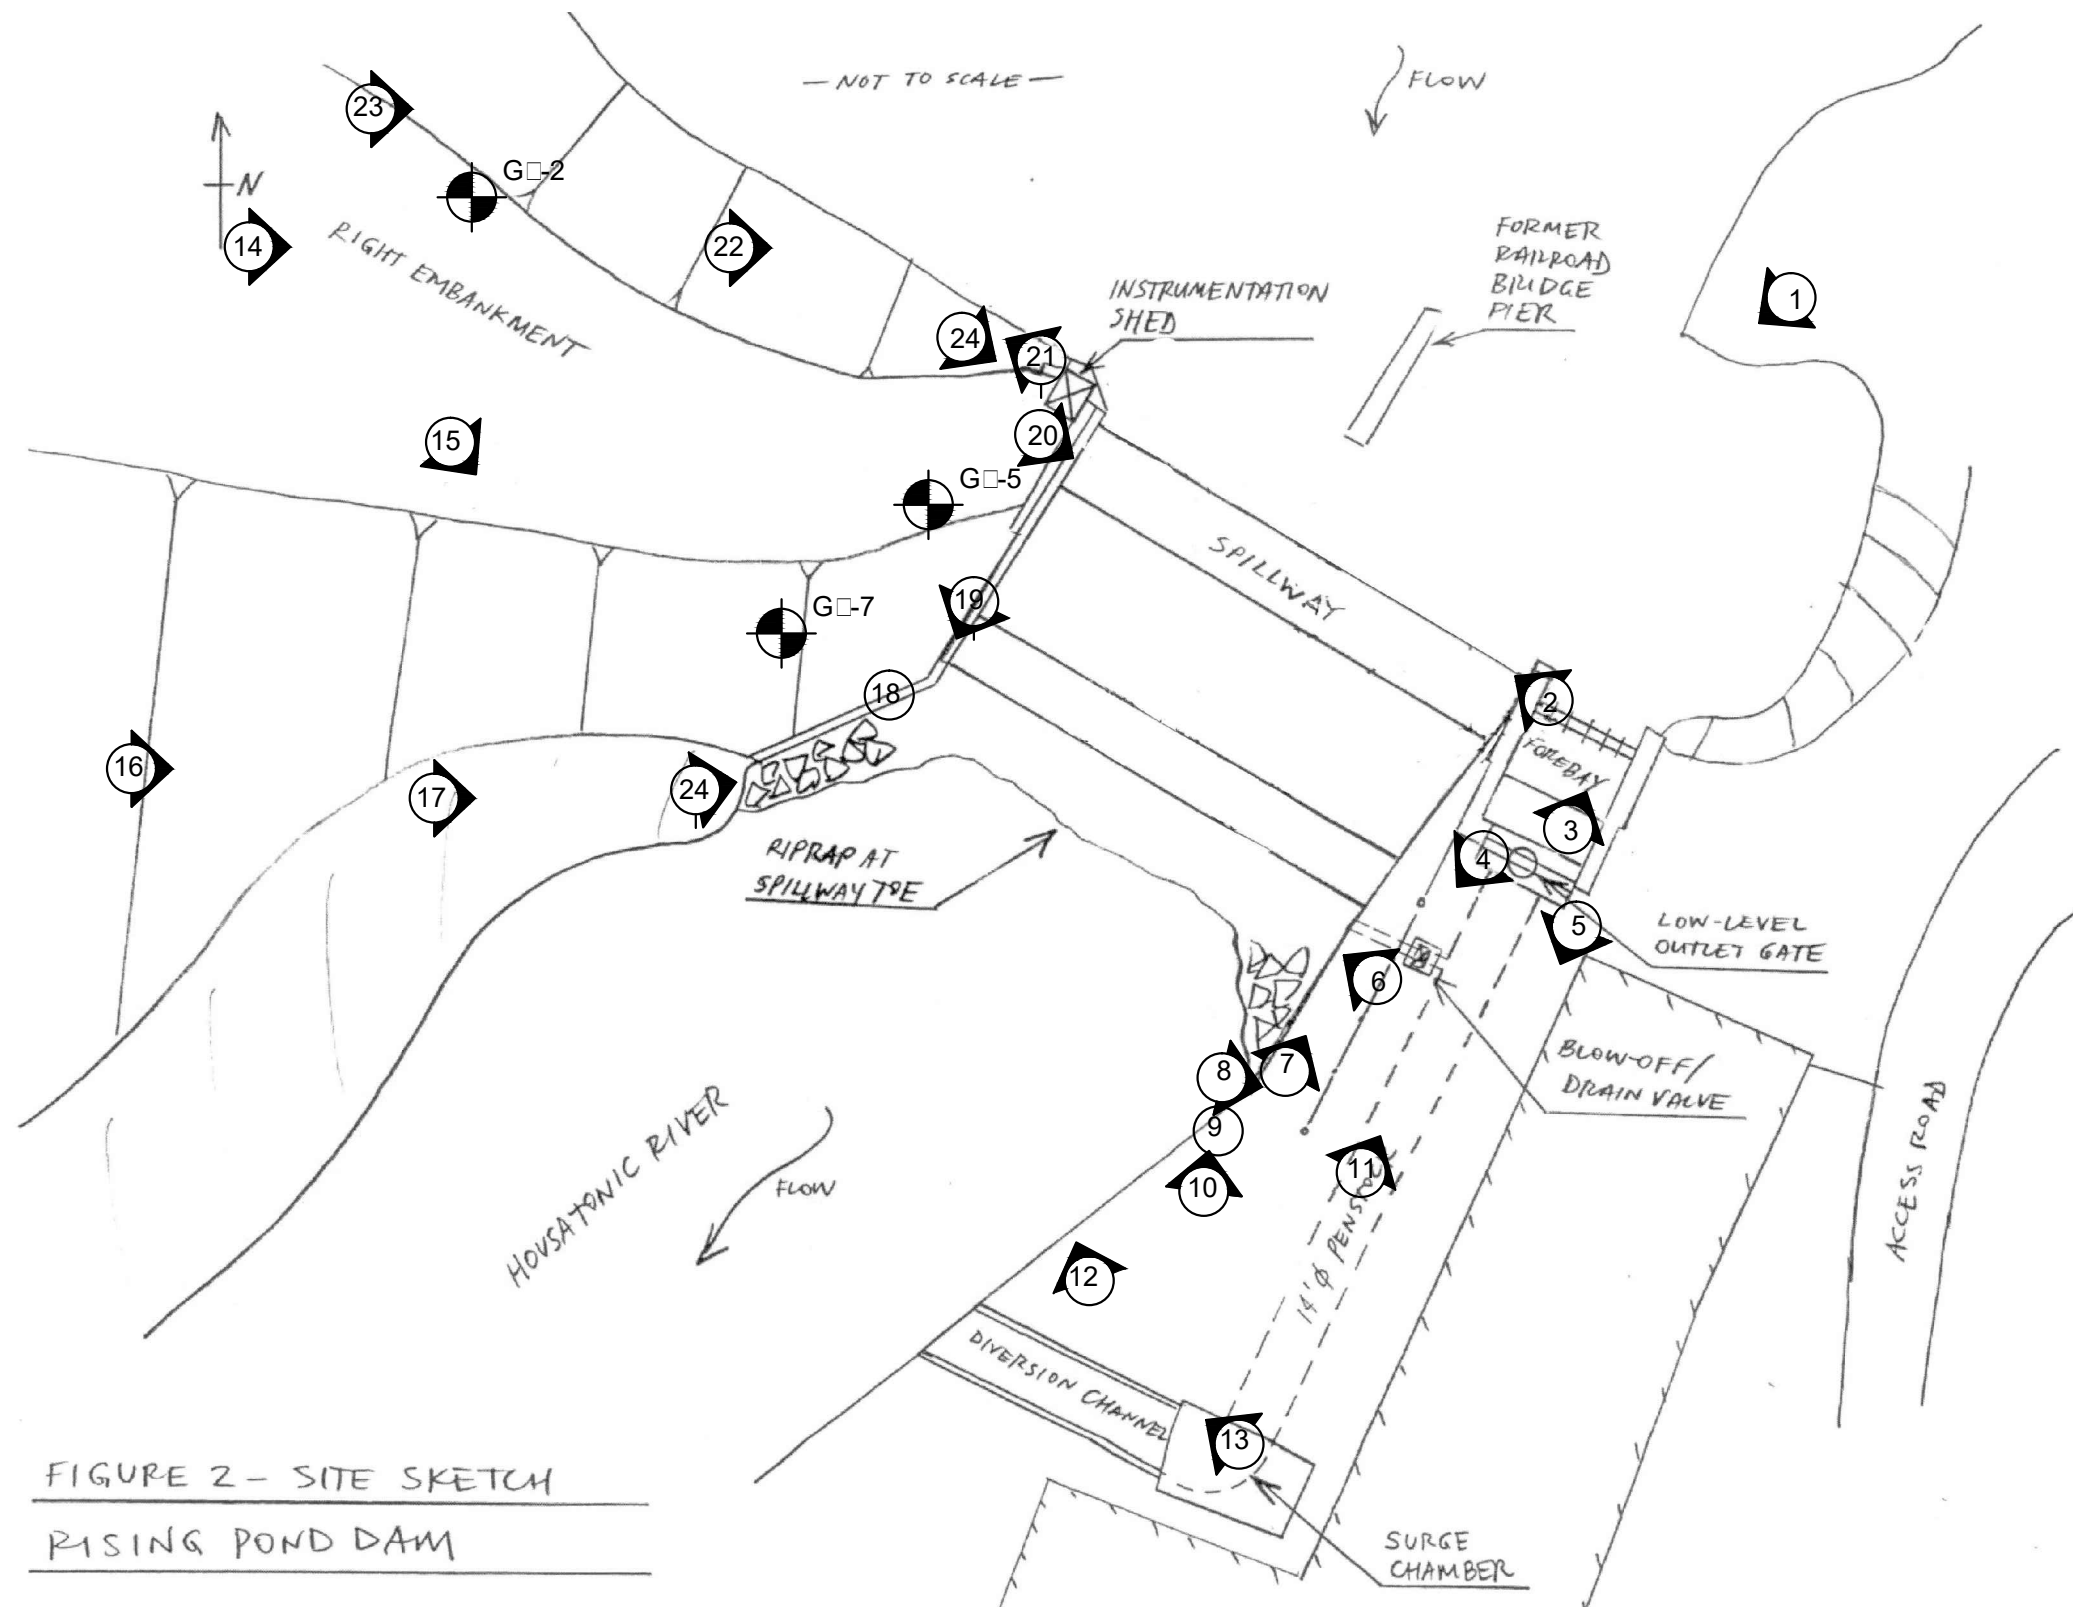 — NOT TO SCALE —
FLOW
23
G□-2
N
14
RIGHT EMBANKMENT
22
FORMER
RAILROAD
BRIDGE
PIER
1
INSTRUMENTATION
SHED
24
21
15
20
G□-5
SPILLWAY
19
G□-7
18
2
FOREBAY
16
17
24
3
4
RIPRAP AT
SPILLWAY TOE
5
LOW-LEVEL
OUTLET GATE
6
BLOW-OFF/
DRAIN VALVE
7
8
9
10
11
14'Ø PENSTOCK
ACCESS ROAD
HOUSATONIC RIVER
FLOW
12
DIVERSION CHANNEL
13
SURGE
CHAMBER
FIGURE 2 - SITE SKETCH
RISING POND DAM